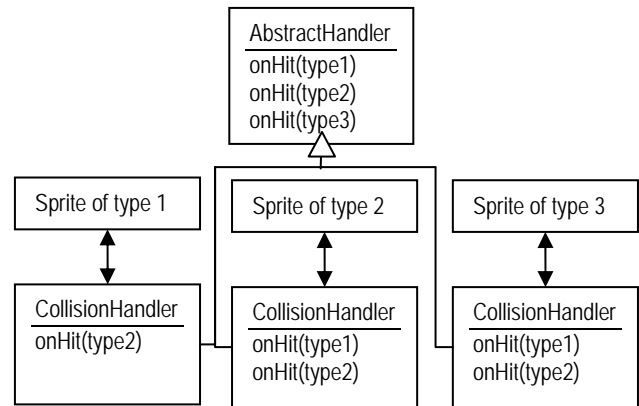 AbstractHandler
onHit(type1)
onHit(type2)
onHit(type3)
Sprite of type 1
Sprite of type 2
Sprite of type 3
CollisionHandler
onHit(type2)
CollisionHandler
onHit(type1)
onHit(type2)
CollisionHandler
onHit(type1)
onHit(type2)